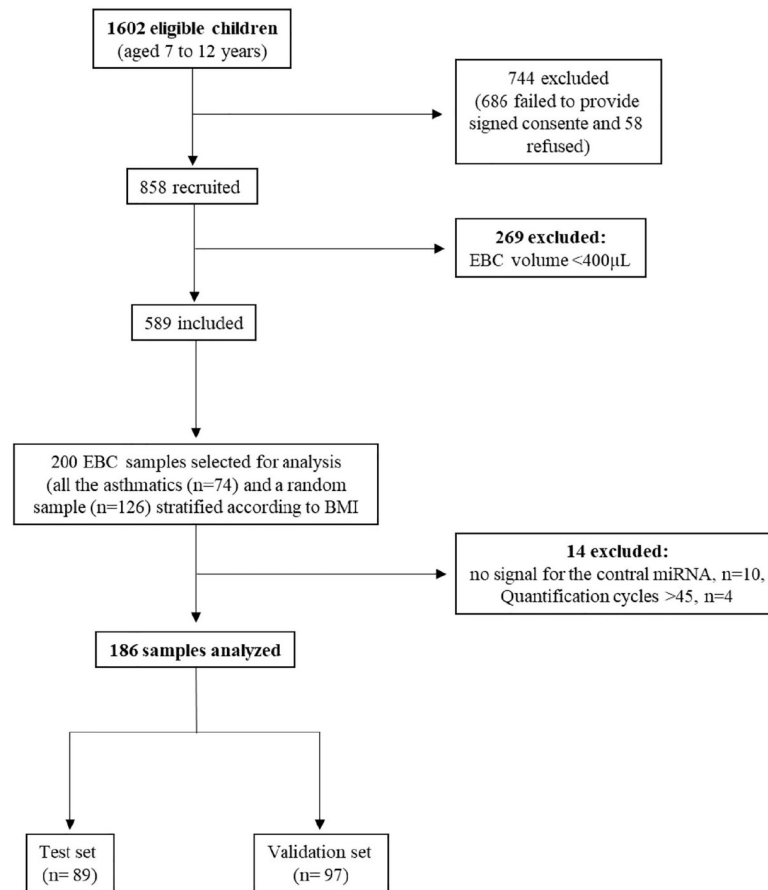 1602 eligible children
(aged 7 to 12 years)
744 excluded
(686 failed to provide
signed consente and 58
refused)
858 recruited
269 excluded:
EBC volume <400μL
589 included
200 EBC samples selected for analysis
(all the asthmatics (n=74) and a random
sample (n=126) stratified according to BMI
14 excluded:
no signal for the contral miRNA, n=10,
Quantification cycles >45, n=4
186 samples analyzed
Test set
(n= 89)
Validation set
(n= 97)